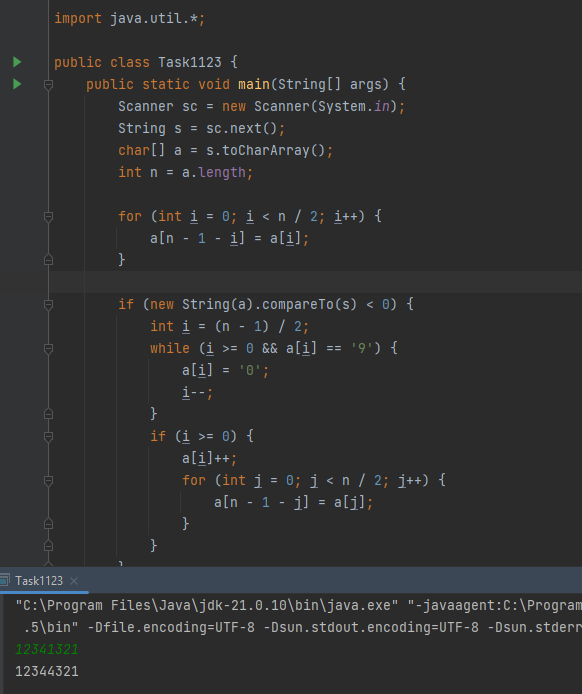 import java.util.*;
public class Task1123 {
public static void main(String[] args) {
Scanner sc = new Scanner(System.in);
String s = sc.next();
char[] a = s.toCharArray();
int n = a.length;
for (int i = 0; i < n / 2; i++) {
a[n - 1 - i] = a[i];
}
if (new String(a).compareTo(s) < 0) {
int i = (n - 1) / 2;
while (i >= 0 && a[i] == '9') {
a[i] = '0';
i--;
}
if (i >= 0) {
a[i]++;
for (int j = 0; j < n / 2; j++) {
a[n - 1 - j] = a[j];
}
}
Task1123
"C:\Program Files\Java\jdk-21.0.10\bin\java.exe" "-javaagent:C:\Program
.5\bin" -Dfile.encoding=UTF-8 -Dsun.stdout.encoding=UTF-8 -Dsun.stderr
12341321
12344321